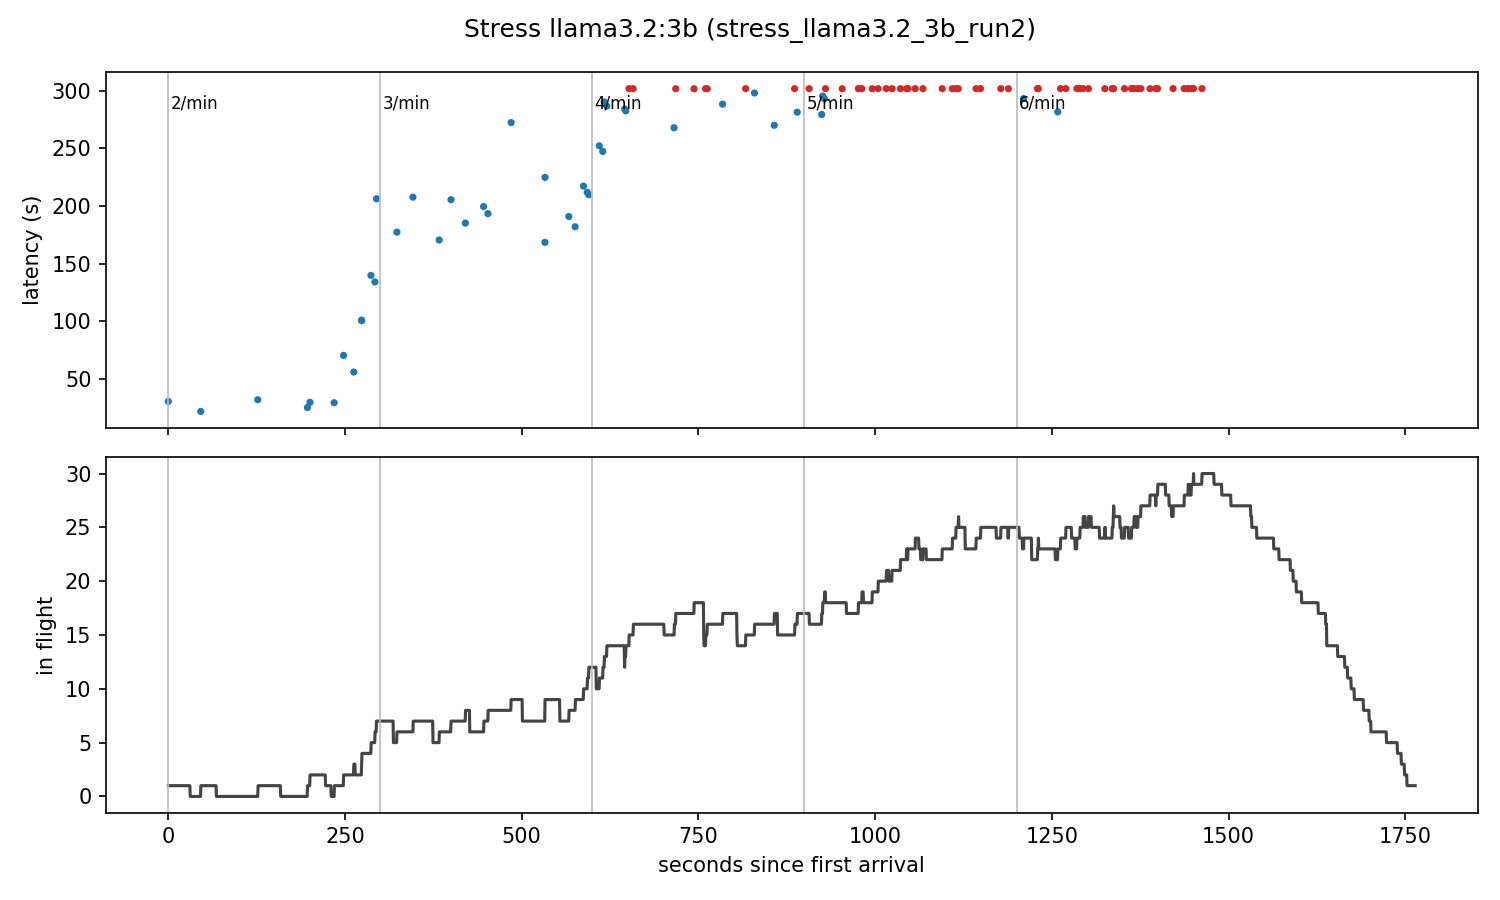 Stress llama3.2:3b (stress_llama3.2_3b_run2)
300
250
200
150
100
50
latency (s)
2/min
3/min
4/min
5/min
6/min
30
25
20
15
10
5
0
in flight
0
250
500
750
1000
1250
1500
1750
seconds since first arrival